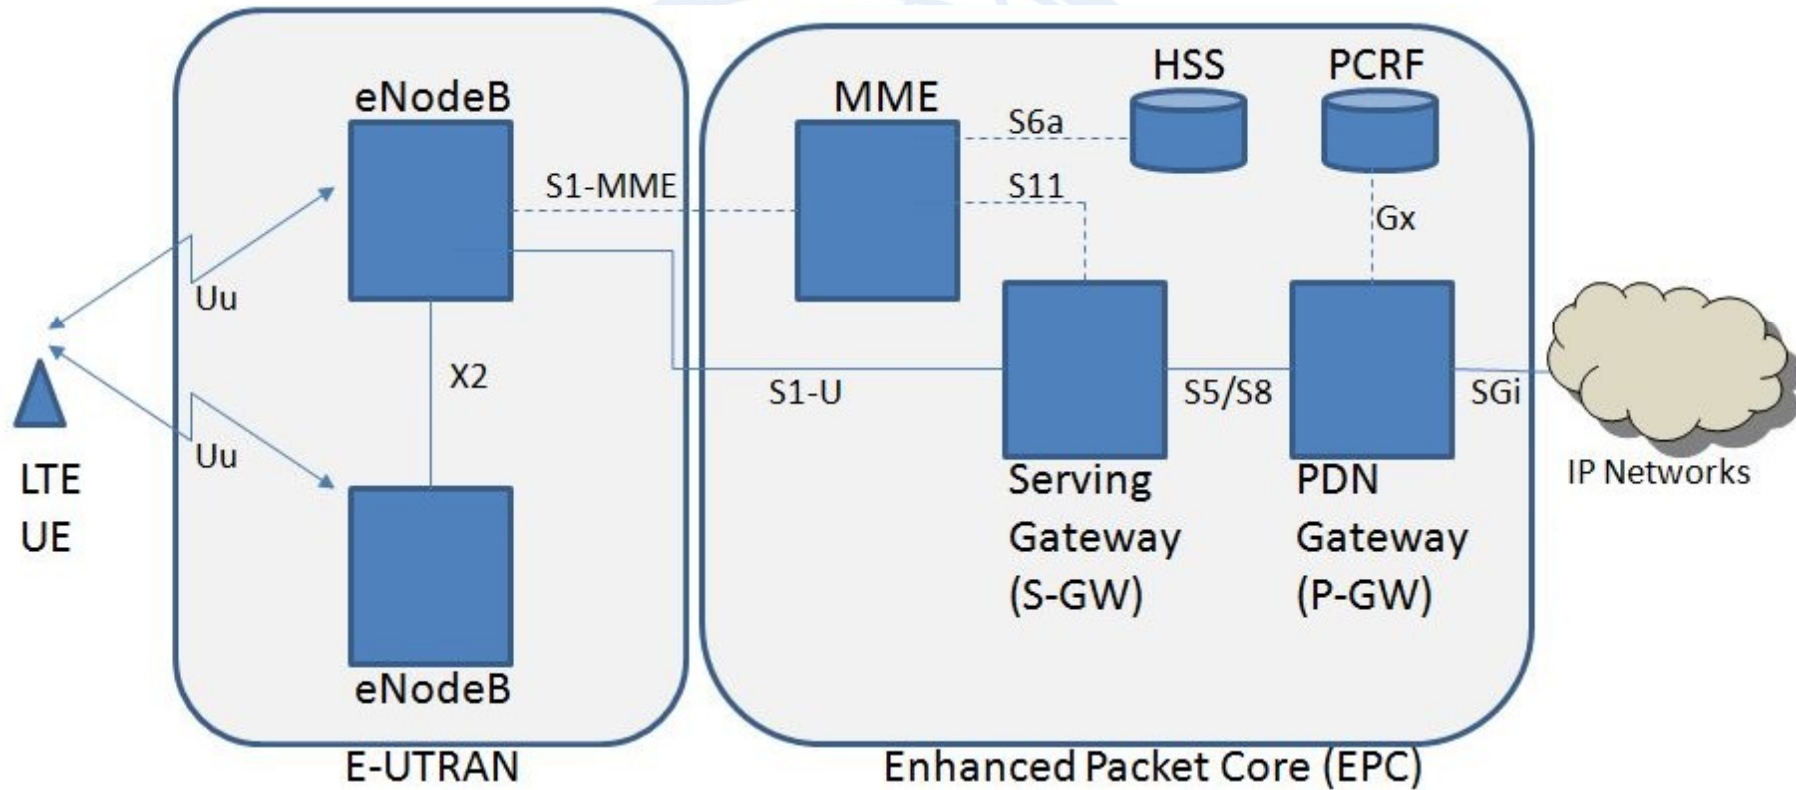 eNodeB
MME
HSS
PCRF
S6a
S1-MME
S11
Gx
Uu
X2
S1-U
S5/S8
SGi
Uu
LTE
UE
Serving
Gateway
(S-GW)
PDN
Gateway
(P-GW)
IP Networks
eNodeB
E-UTRAN
Enhanced Packet Core (EPC)